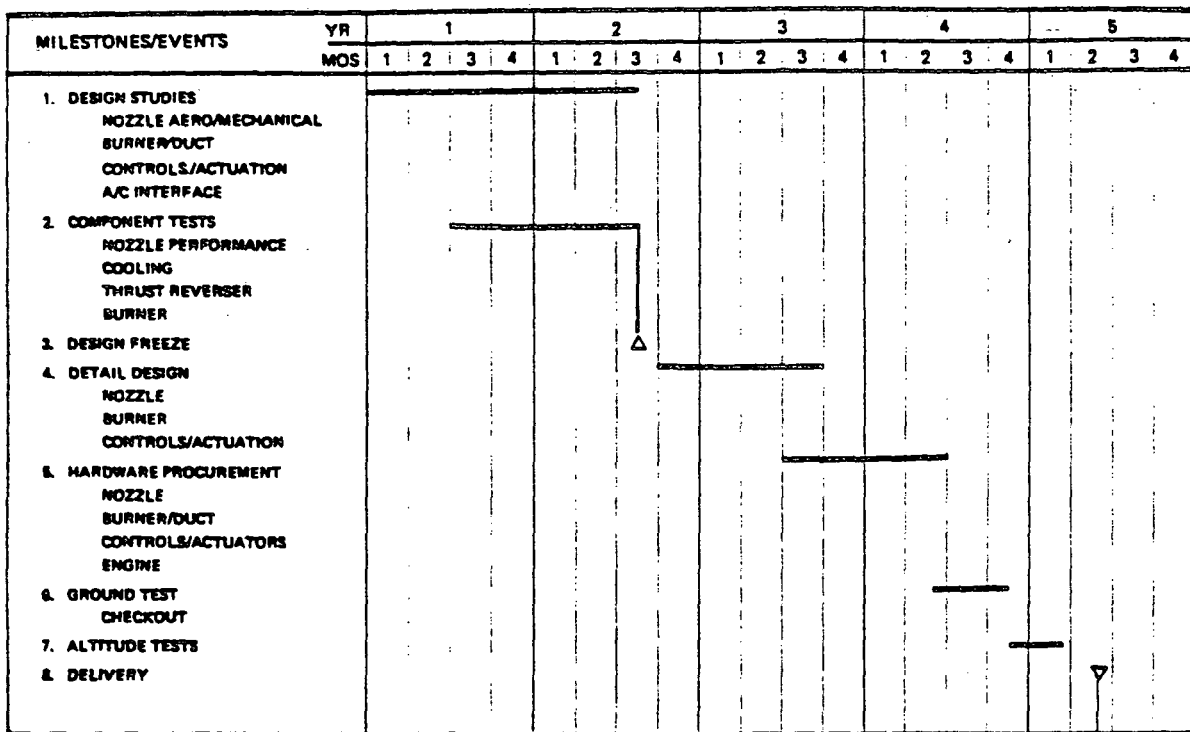 MILESTONES/EVENTS YR 1 2 3 4 5
MOS 1 2 3 4 1 2 3 4 1 2 3 4 1 2 3 4 1 2 3 4
1. DESIGN STUDIES
NOZZLE AERO/MECHANICAL
BURNER/DUCT
CONTROLS/ACTUATION
A/C INTERFACE
2. COMPONENT TESTS
NOZZLE PERFORMANCE
COOLING
THRUST REVERSER
BURNER
3. DESIGN FREEZE
4. DETAIL DESIGN
NOZZLE
BURNER
CONTROLS/ACTUATION
5. HARDWARE PROCUREMENT
NOZZLE
BURNER/DUCT
CONTROLS/ACTUATORS
ENGINE
6. GROUND TEST
CHECKOUT
7. ALTITUDE TESTS
8. DELIVERY